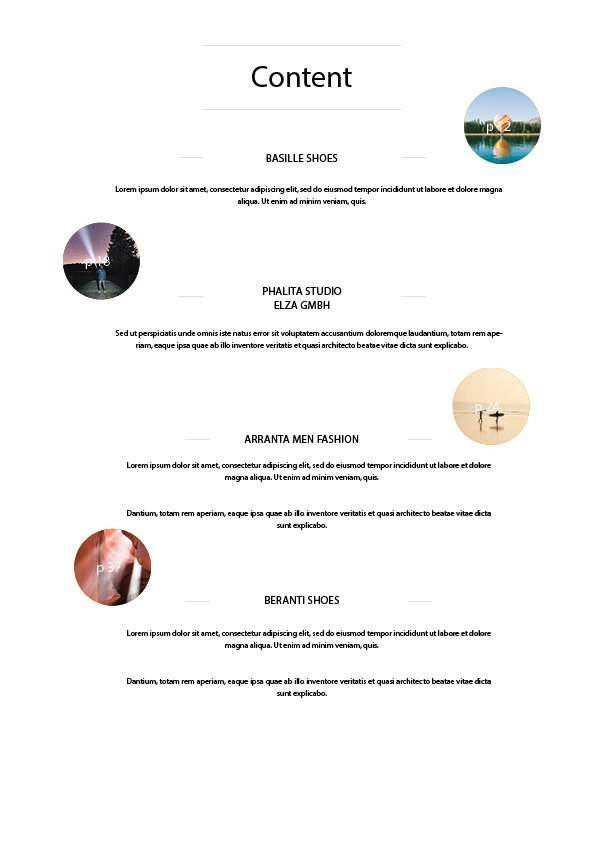 Content
p 12
BASILLE SHOES
Lorem ipsum dolor sit amet, consectetur adipiscing elit, sed do eiusmod tempor incididunt ut labore et dolore magna
aliqua. Ut enim ad minim veniam, quis.
p 18
PHALITA STUDIO
ELZA GMBH
Sed ut perspiciatis unde omnis iste natus error sit voluptatem accusantium doloremque laudantium, totam rem ape-
riam, eaque ipsa quae ab illo inventore veritatis et quasi architecto beatae vitae dicta sunt explicabo.
p 24
ARRANTA MEN FASHION
Lorem ipsum dolor sit amet, consectetur adipiscing elit, sed do eiusmod tempor incididunt ut labore et dolore
magna aliqua. Ut enim ad minim veniam, quis.
Dantium, totam rem aperiam, eaque ipsa quae ab illo inventore veritatis et quasi architecto beatae vitae dicta
sunt explicabo.
p 37
BERANTI SHOES
Lorem ipsum dolor sit amet, consectetur adipiscing elit, sed do eiusmod tempor incididunt ut labore et dolore
magna aliqua. Ut enim ad minim veniam, quis.
Dantium, totam rem aperiam, eaque ipsa quae ab illo inventore veritatis et quasi architecto beatae vitae dicta
sunt explicabo.